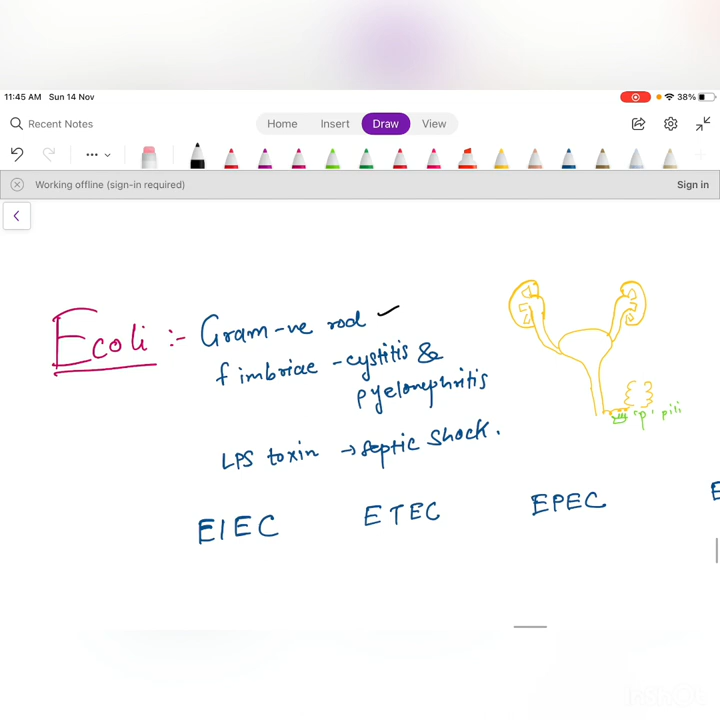 11:45 AM Sun 14 Nov
38%
Recent Notes
Home Insert Draw View
Working offline (sign-in required)
Sign in
Ecoli :- Gram -ve rod
fimbriae - cystitis &
pyelonephritis
"p" pili
LPS toxin → septic shock.
EIEC ETEC EPEC E